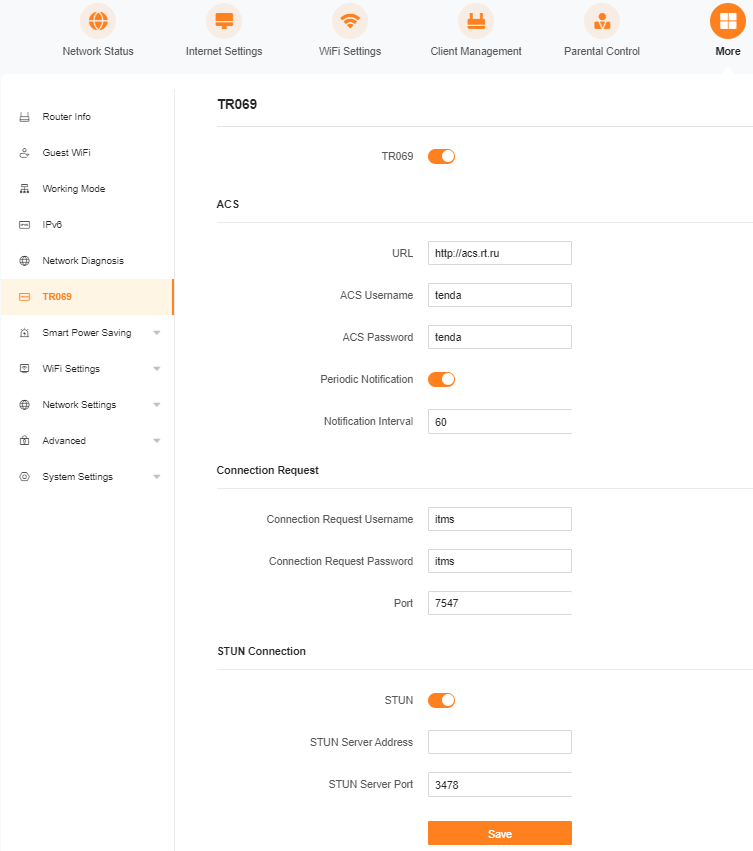 Network Status
Internet Settings
WiFi Settings
Client Management
Parental Control
More
Router Info
Guest WiFi
Working Mode
IPv6
Network Diagnosis
TR069
Smart Power Saving
WiFi Settings
Network Settings
Advanced
System Settings
TR069
TR069
ACS
URL http://acs.rt.ru
ACS Username tenda
ACS Password tenda
Periodic Notification
Notification Interval 60
Connection Request
Connection Request Username itms
Connection Request Password itms
Port 7547
STUN Connection
STUN
STUN Server Address
STUN Server Port 3478
Save